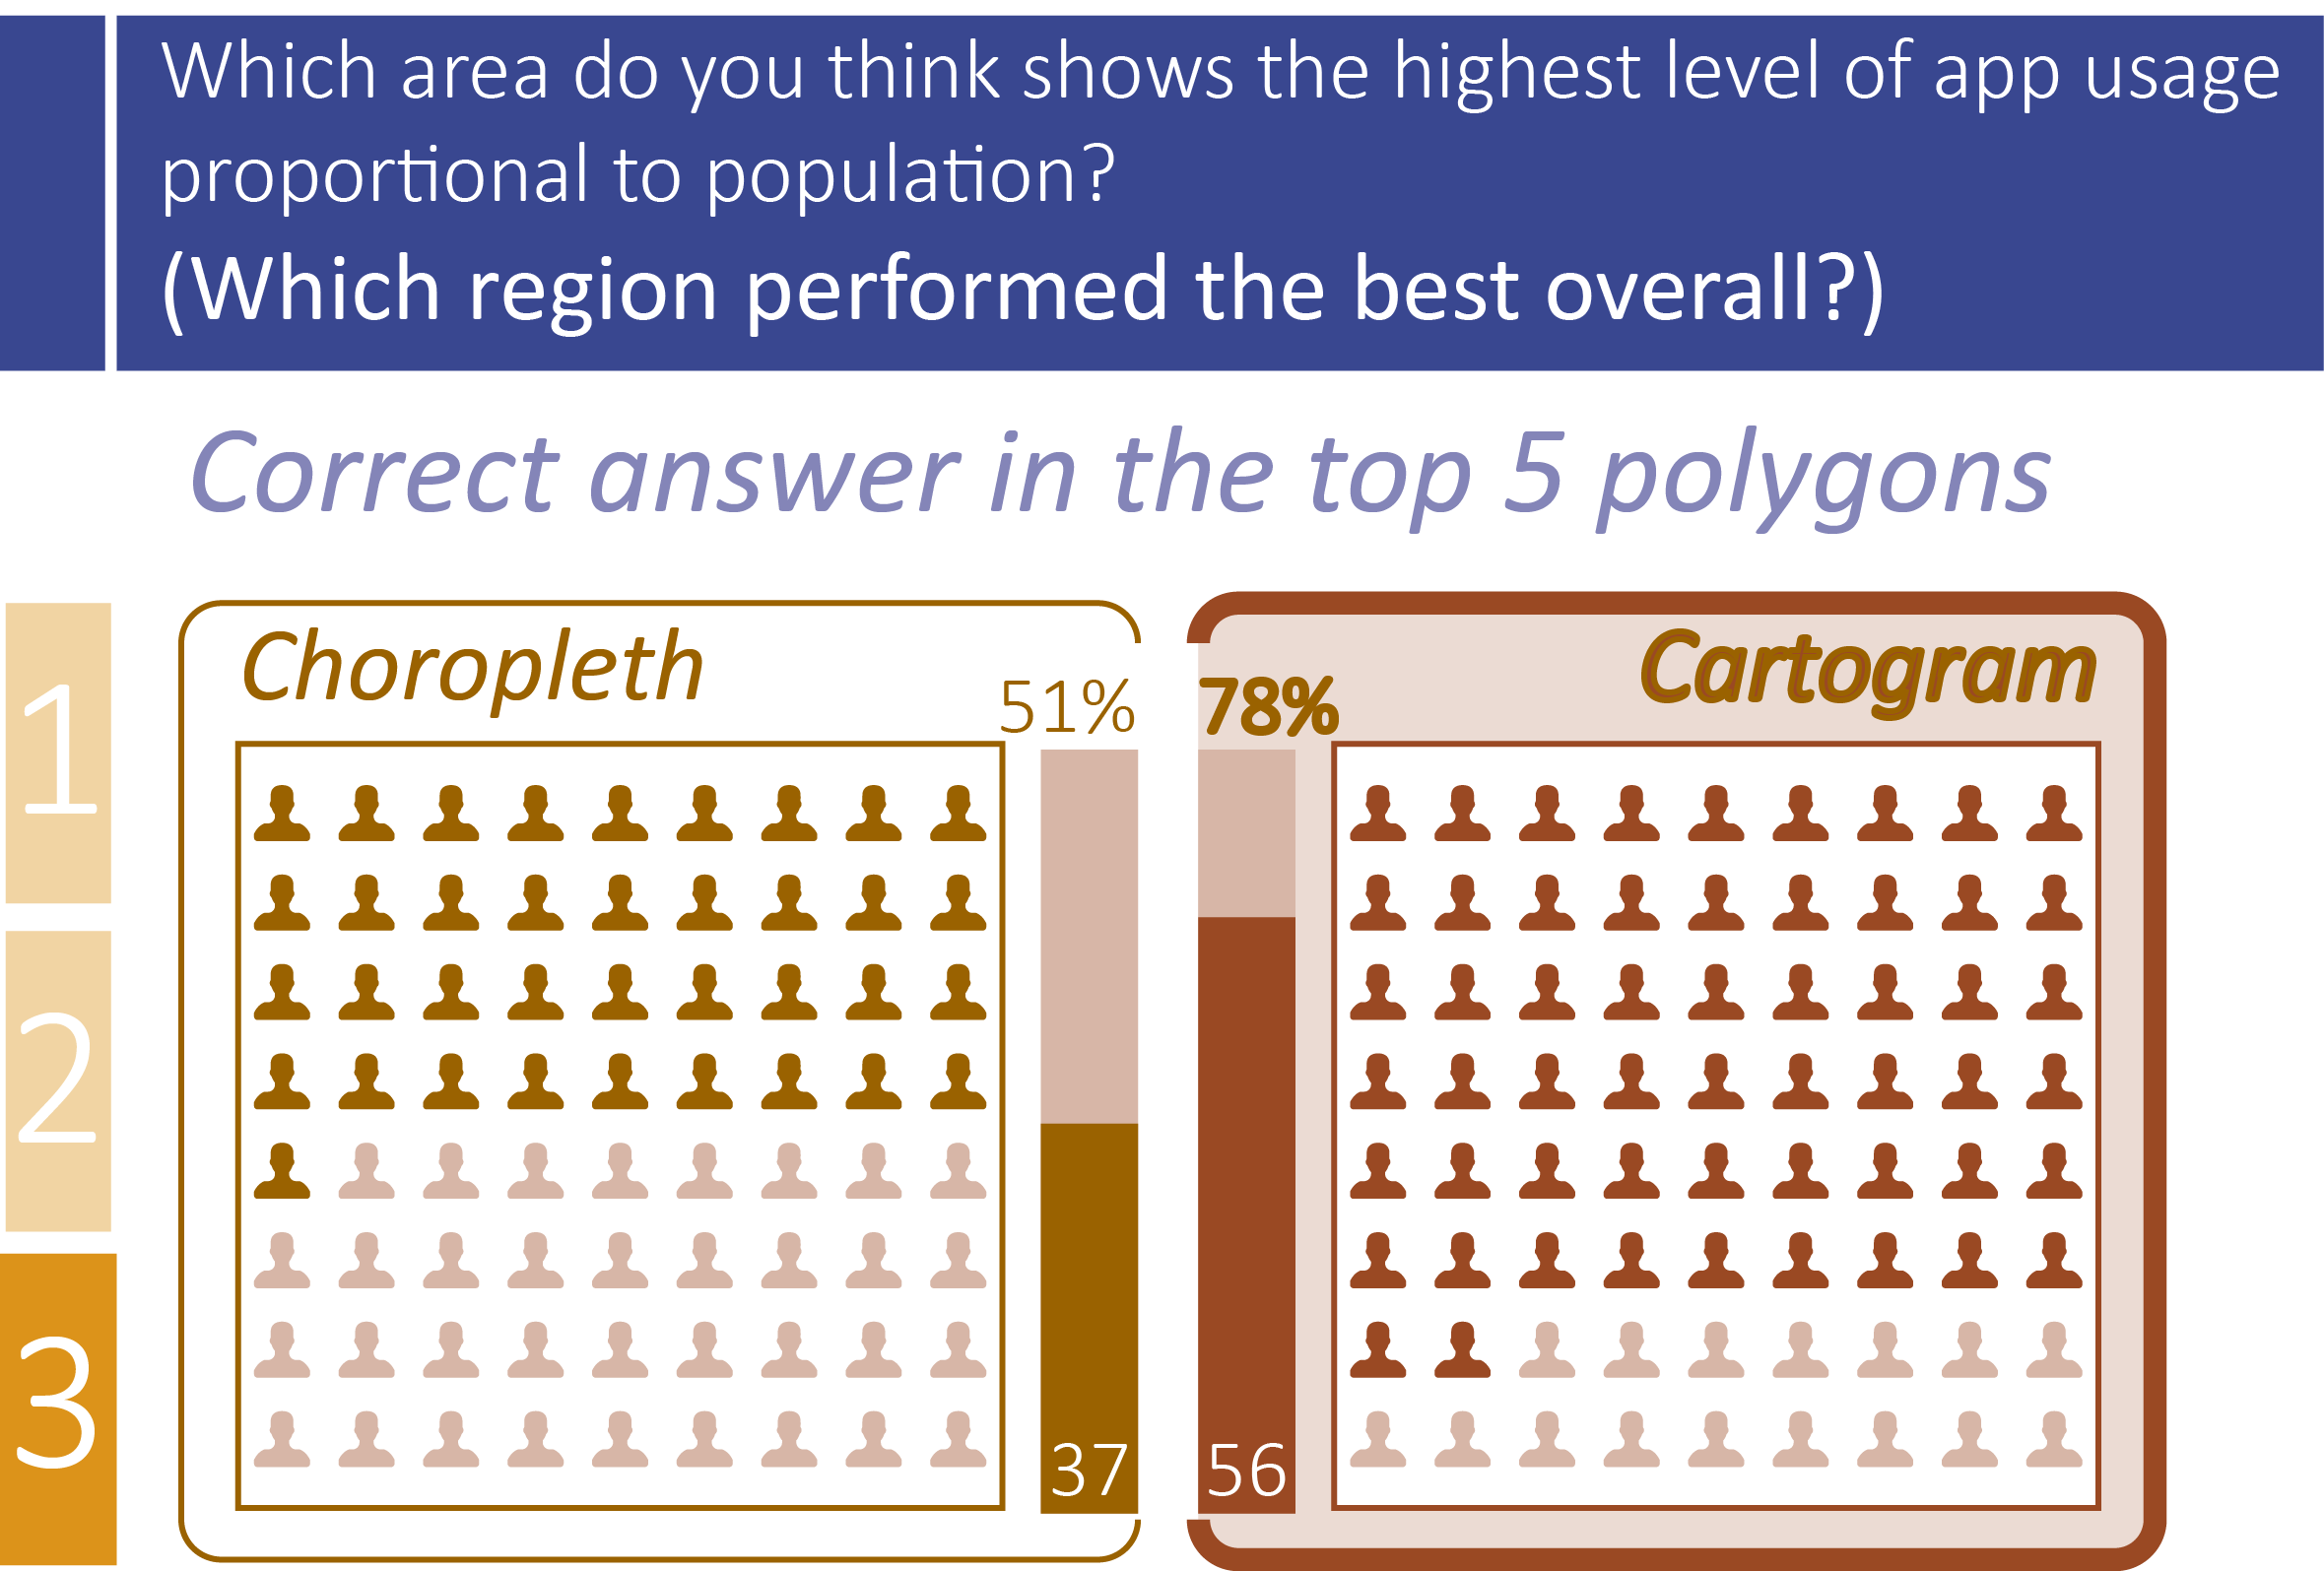 Which area do you think shows the highest level of app usage
proportional to population?
(Which region performed the best overall?)
Correct answer in the top 5 polygons
1
2
3
Choropleth
51%
37
78%
56
Cartogram